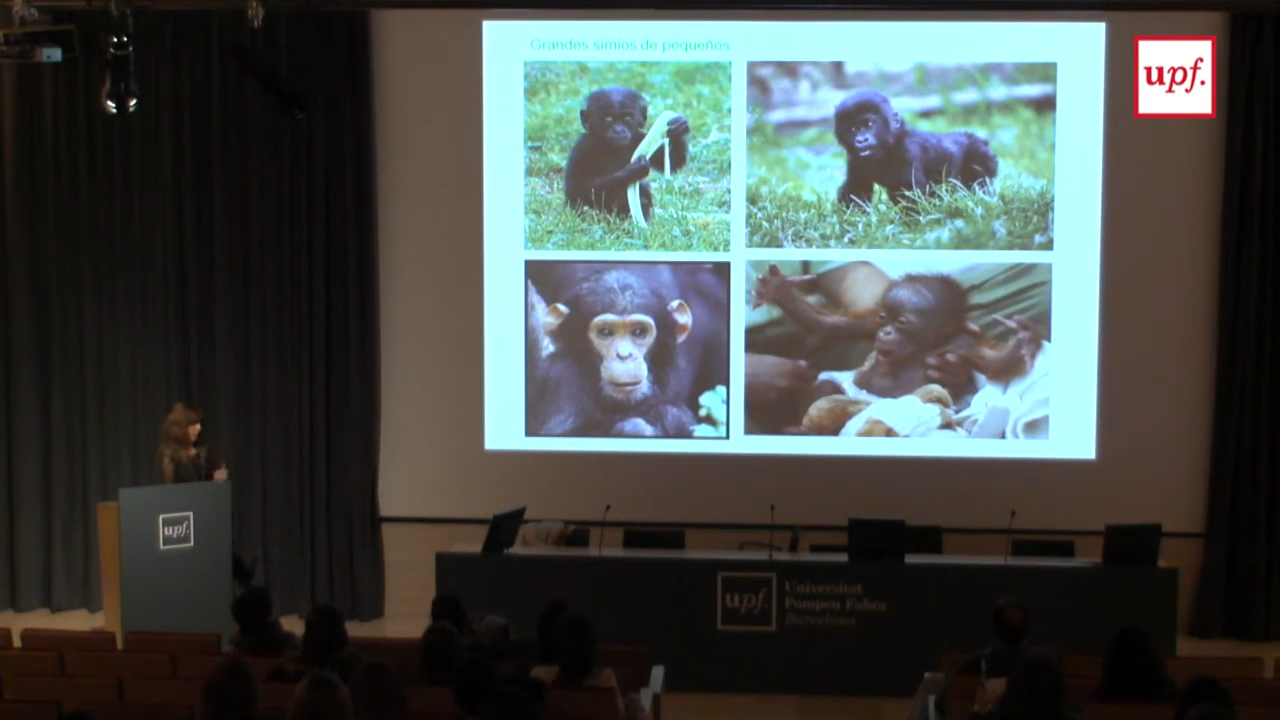 Grandes simios de pequeños
upf.
upf.
upf.
Universitat
Pompeu Fabra
Barcelona